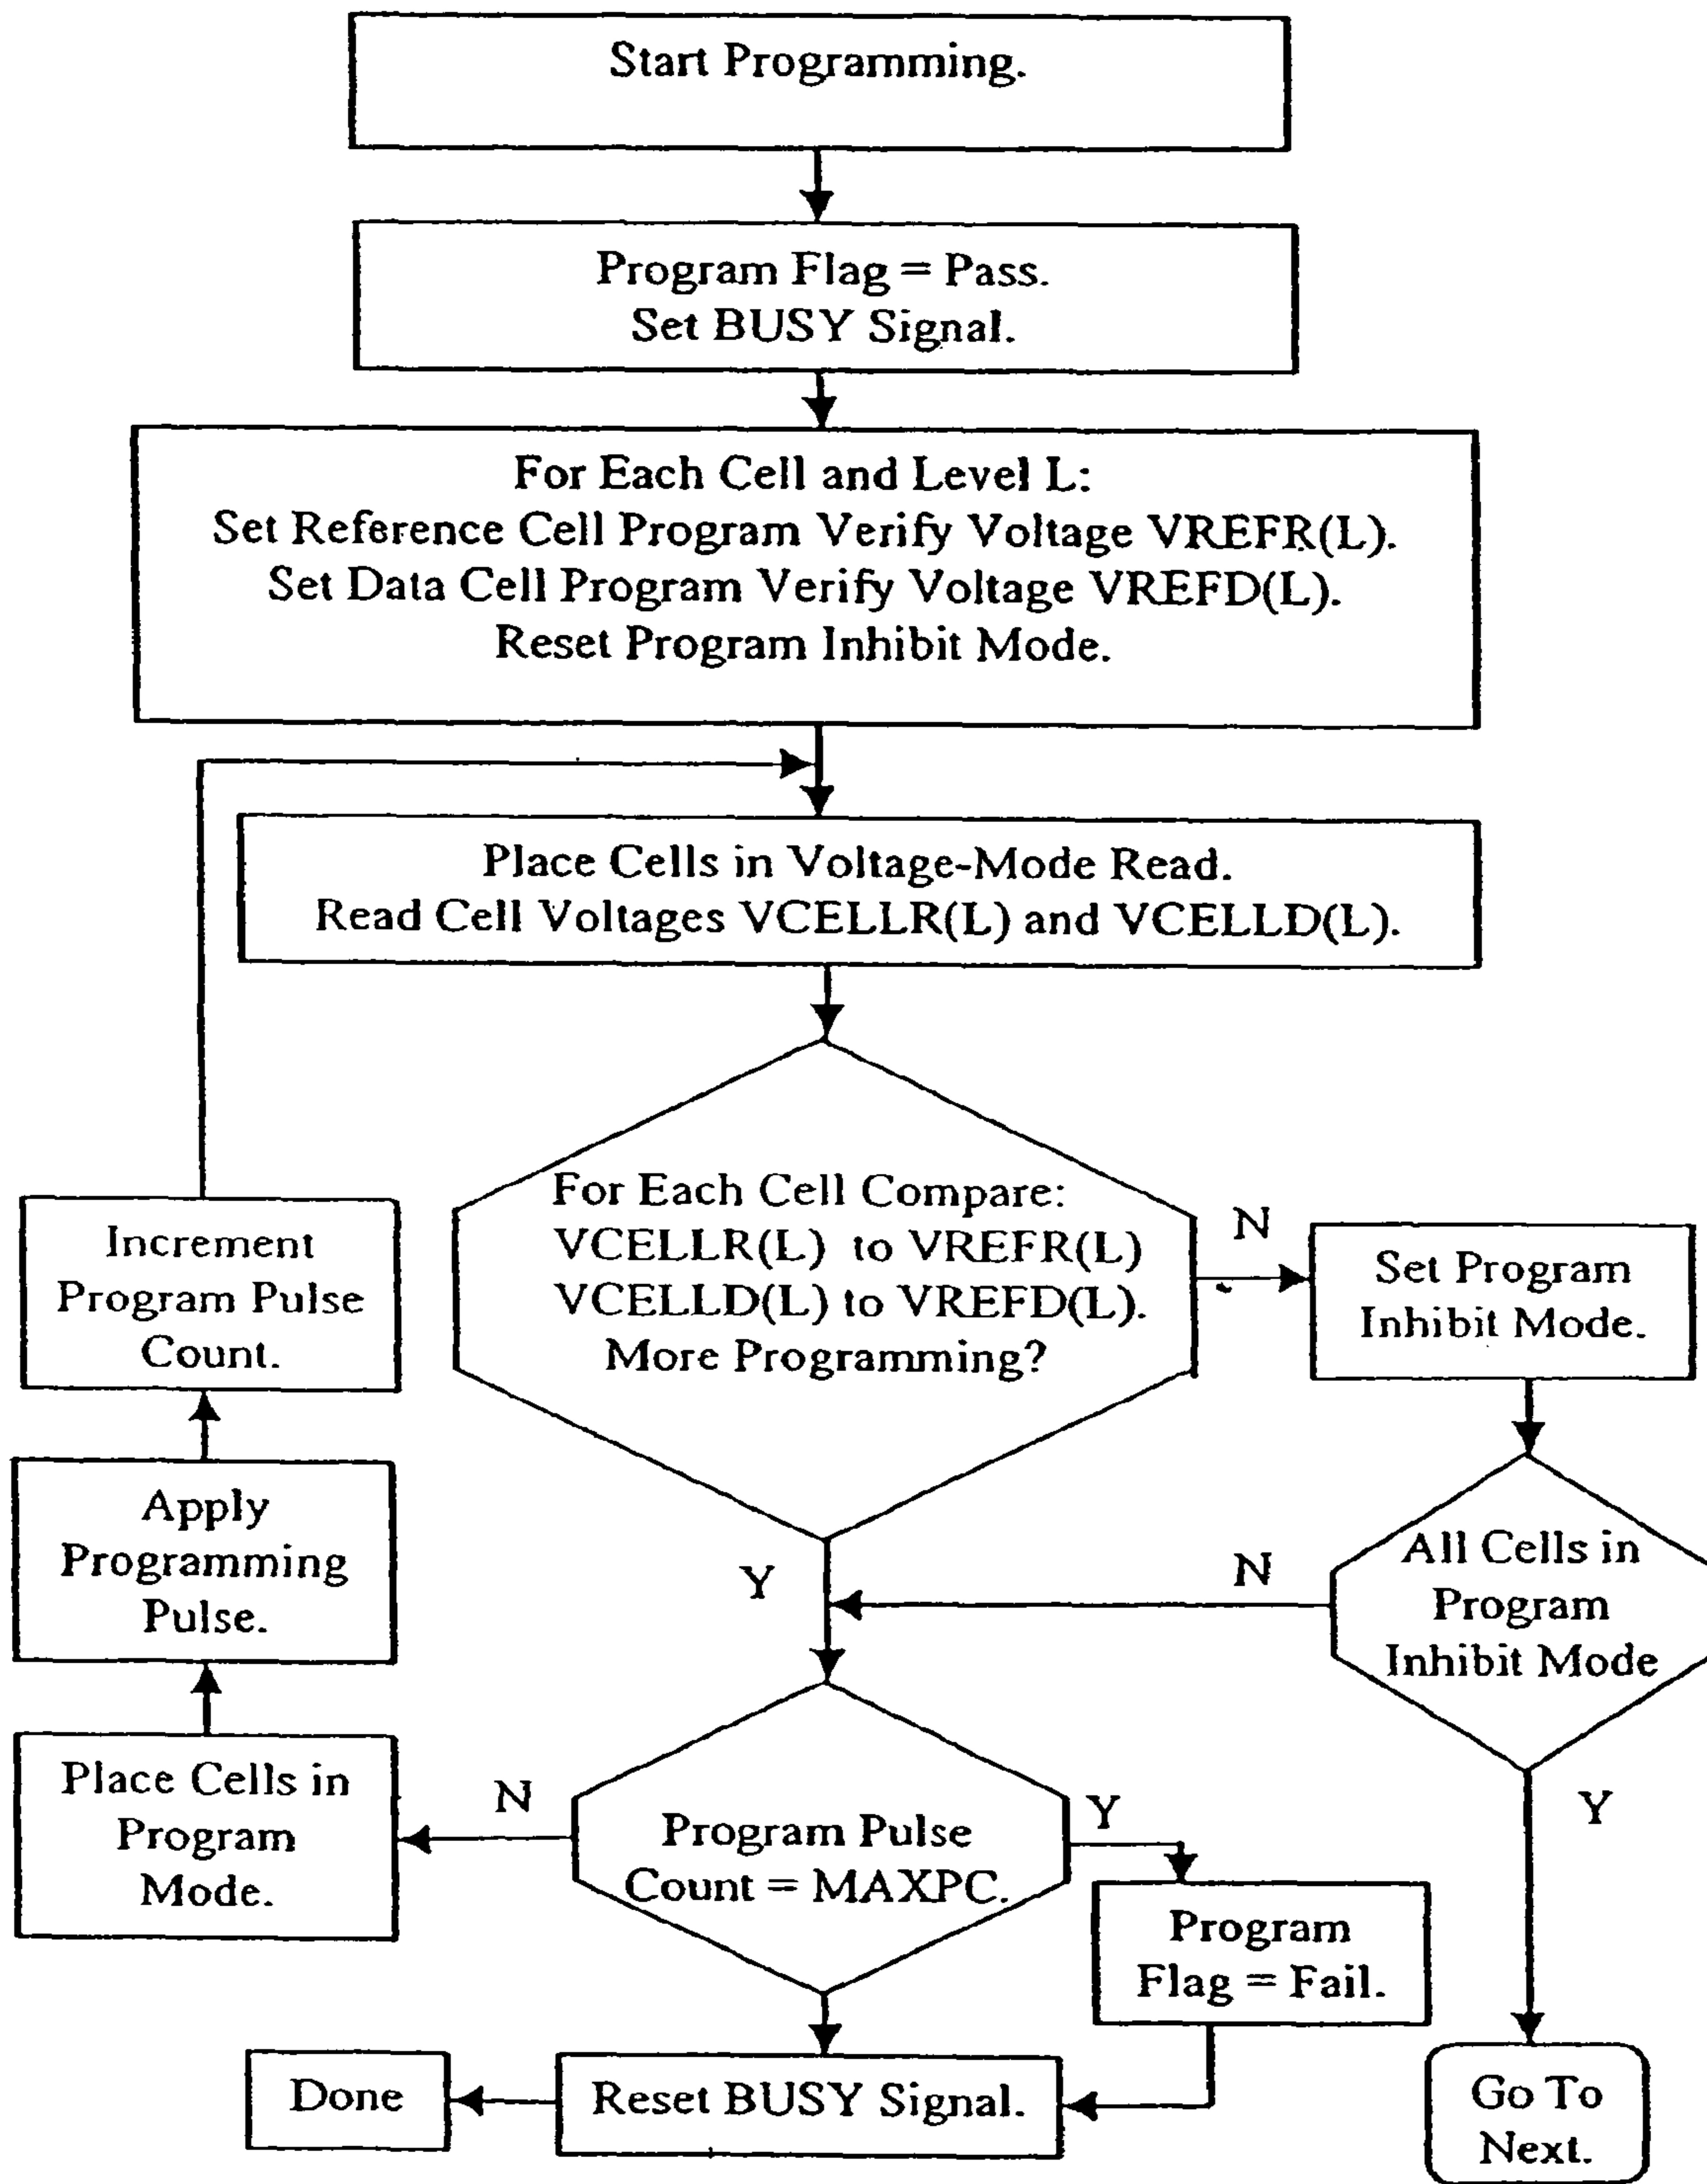 Start Programming.
Program Flag = Pass.
Set BUSY Signal.
For Each Cell and Level L:
Set Reference Cell Program Verify Voltage VREFR(L).
Set Data Cell Program Verify Voltage VREFD(L).
Reset Program Inhibit Mode.
Place Cells in Voltage-Mode Read.
Read Cell Voltages VCELLR(L) and VCELLD(L).
For Each Cell Compare:
VCELLR(L) to VREFR(L)
VCELLD(L) to VREFD(L).
More Programming?
N
Set Program
Inhibit Mode.
Increment
Program Pulse
Count.
Apply
Programming
Pulse.
Y
N
All Cells in
Program
Inhibit Mode
Place Cells in
Program
Mode.
N
Program Pulse
Count = MAXPC.
Y
Y
Program
Flag = Fail.
Done
Reset BUSY Signal.
Go To
Next.